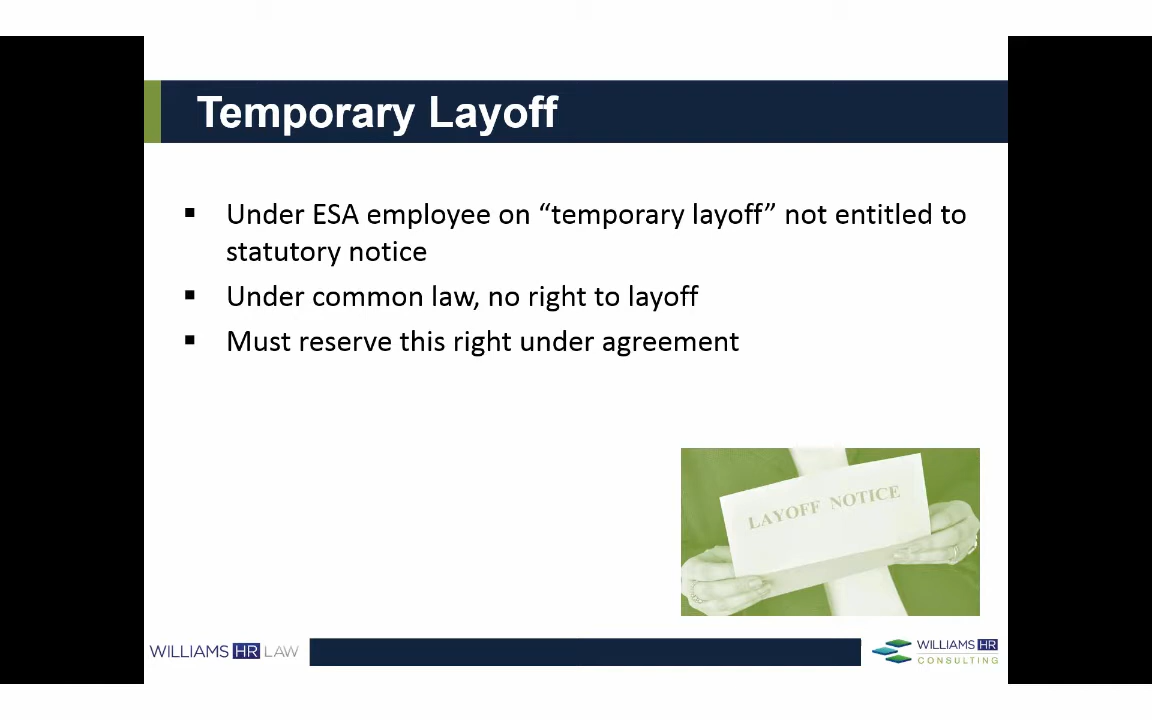 Temporary Layoff
▪ Under ESA employee on “temporary layoff” not entitled to
statutory notice
▪ Under common law, no right to layoff
▪ Must reserve this right under agreement
LAYOFF NOTICE
WILLIAMS HR LAW
WILLIAMS HR
CONSULTING